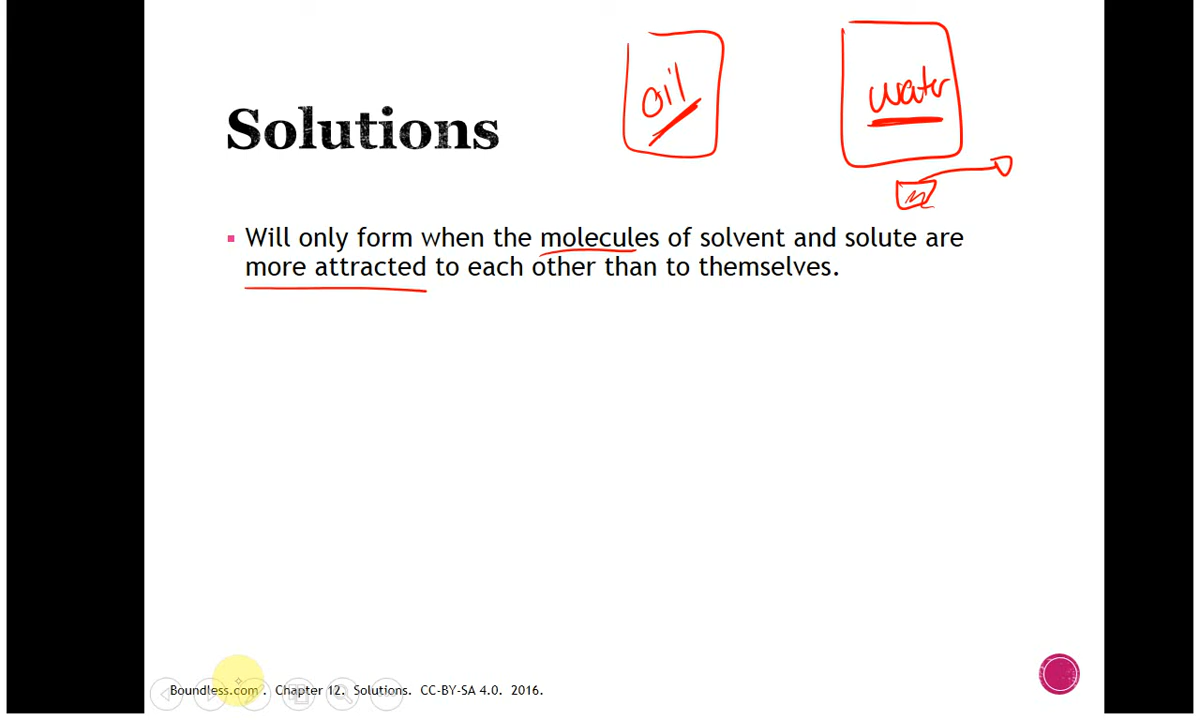 oil
water
Solutions
Will only form when the molecules of solvent and solute are
more attracted to each other than to themselves.
Boundless.com. Chapter 12. Solutions. CC-BY-SA 4.0. 2016.